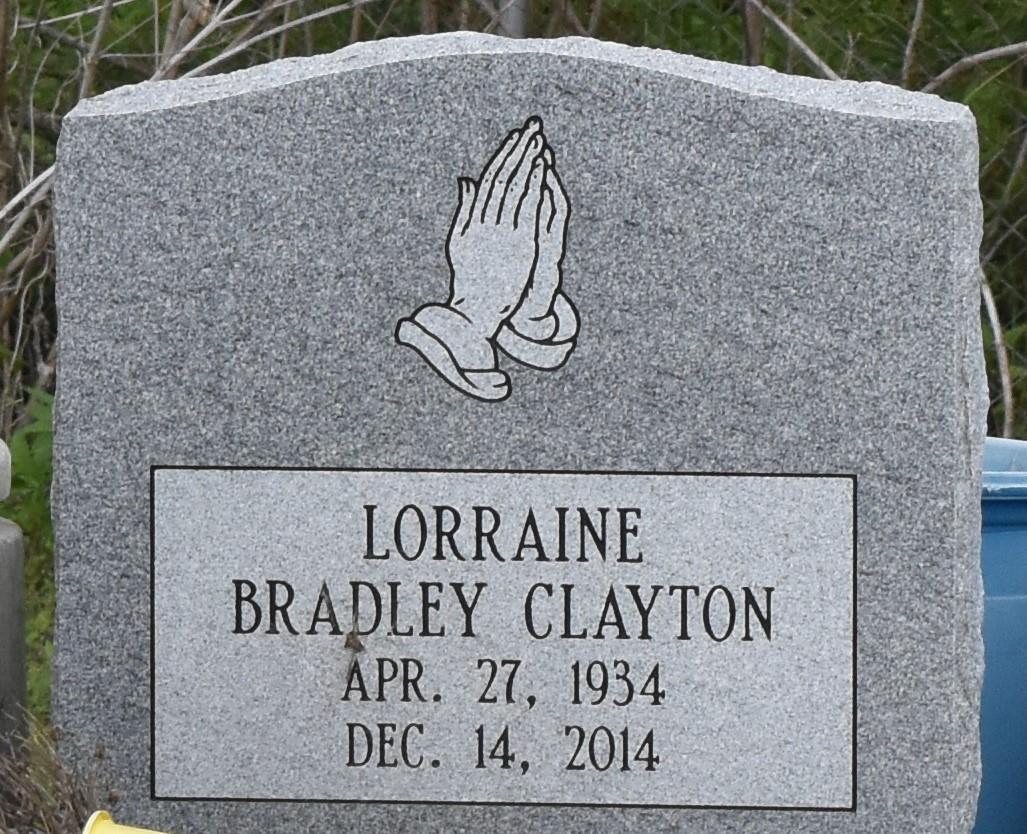 LORRAINE
BRADLEY CLAYTON
APR. 27, 1934
DEC. 14, 2014